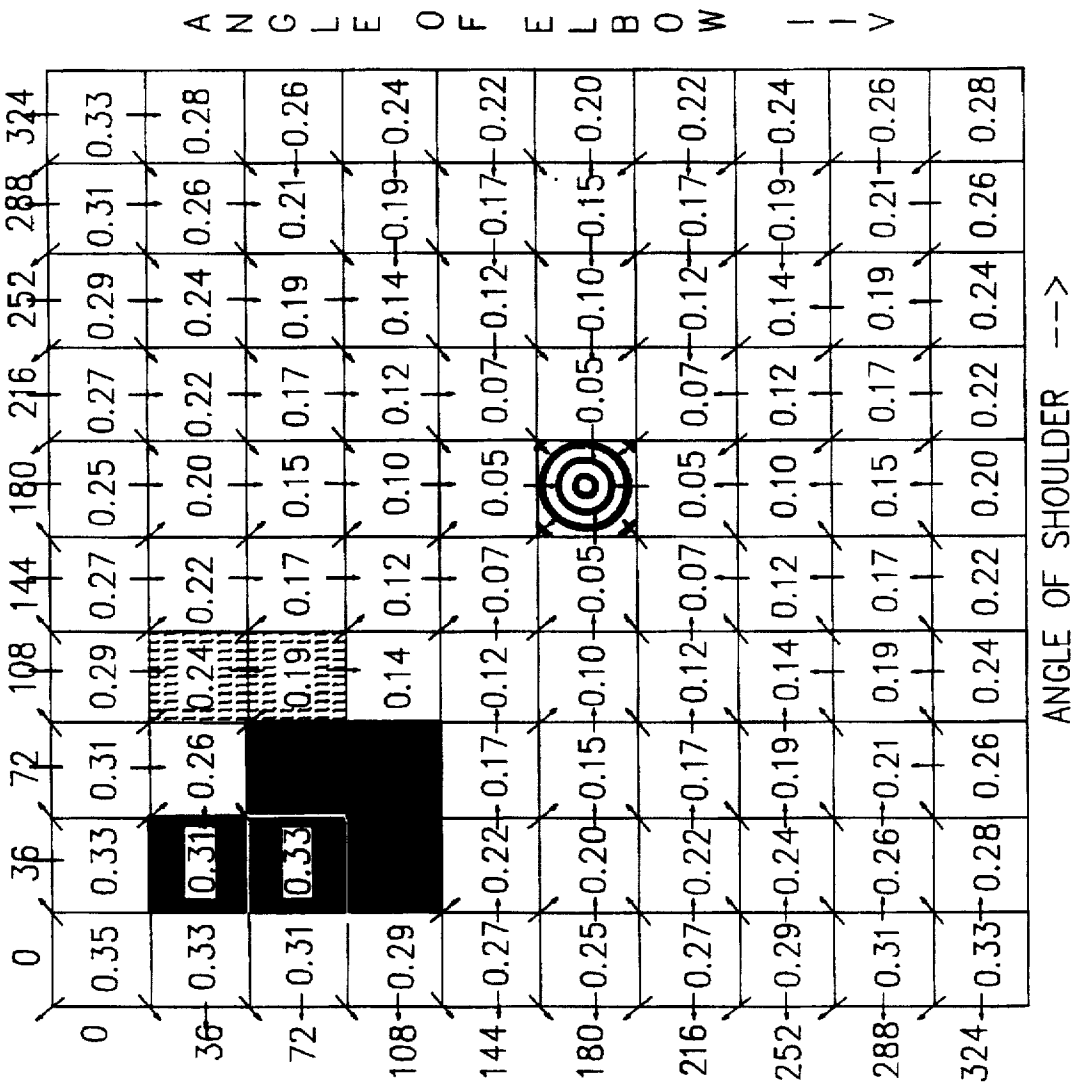 ANGLE OF ELBOW --IV
0 36 72 108 144 180 216 252 288 324
0 0.35 0.33 0.31 0.29 0.27 0.25 0.27 0.29 0.31 0.33
36 0.33 0.31 0.26 0.24 0.22 0.20 0.22 0.24 0.26 0.28
72 0.31 0.33 0.19 0.17 0.15 0.17 0.19 0.21 0.26
108 0.29 0.14 0.12 0.10 0.12 0.14 0.19 0.24
144 0.27 0.22 0.17 0.12 0.07 0.05 0.07 0.12 0.17 0.22
180 0.25 0.20 0.15 0.10 0.05 0.05 0.10 0.15 0.20
216 0.27 0.22 0.17 0.12 0.07 0.05 0.07 0.12 0.17 0.22
252 0.29 0.24 0.19 0.14 0.12 0.10 0.12 0.14 0.19 0.24
288 0.31 0.26 0.21 0.19 0.17 0.15 0.17 0.19 0.21 0.26
324 0.33 0.28 0.26 0.24 0.22 0.20 0.22 0.24 0.26 0.28
ANGLE OF SHOULDER -->